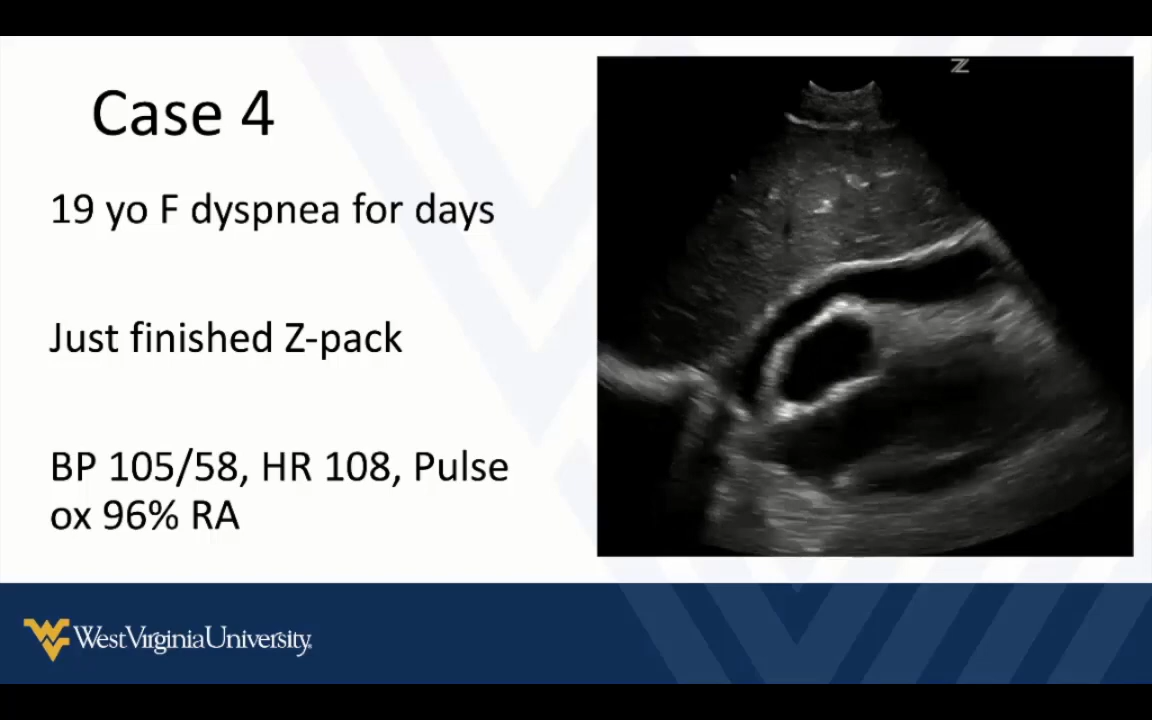 Case 4
19 yo F dyspnea for days
Just finished Z-pack
BP 105/58, HR 108, Pulse
ox 96% RA
Z
West Virginia University.